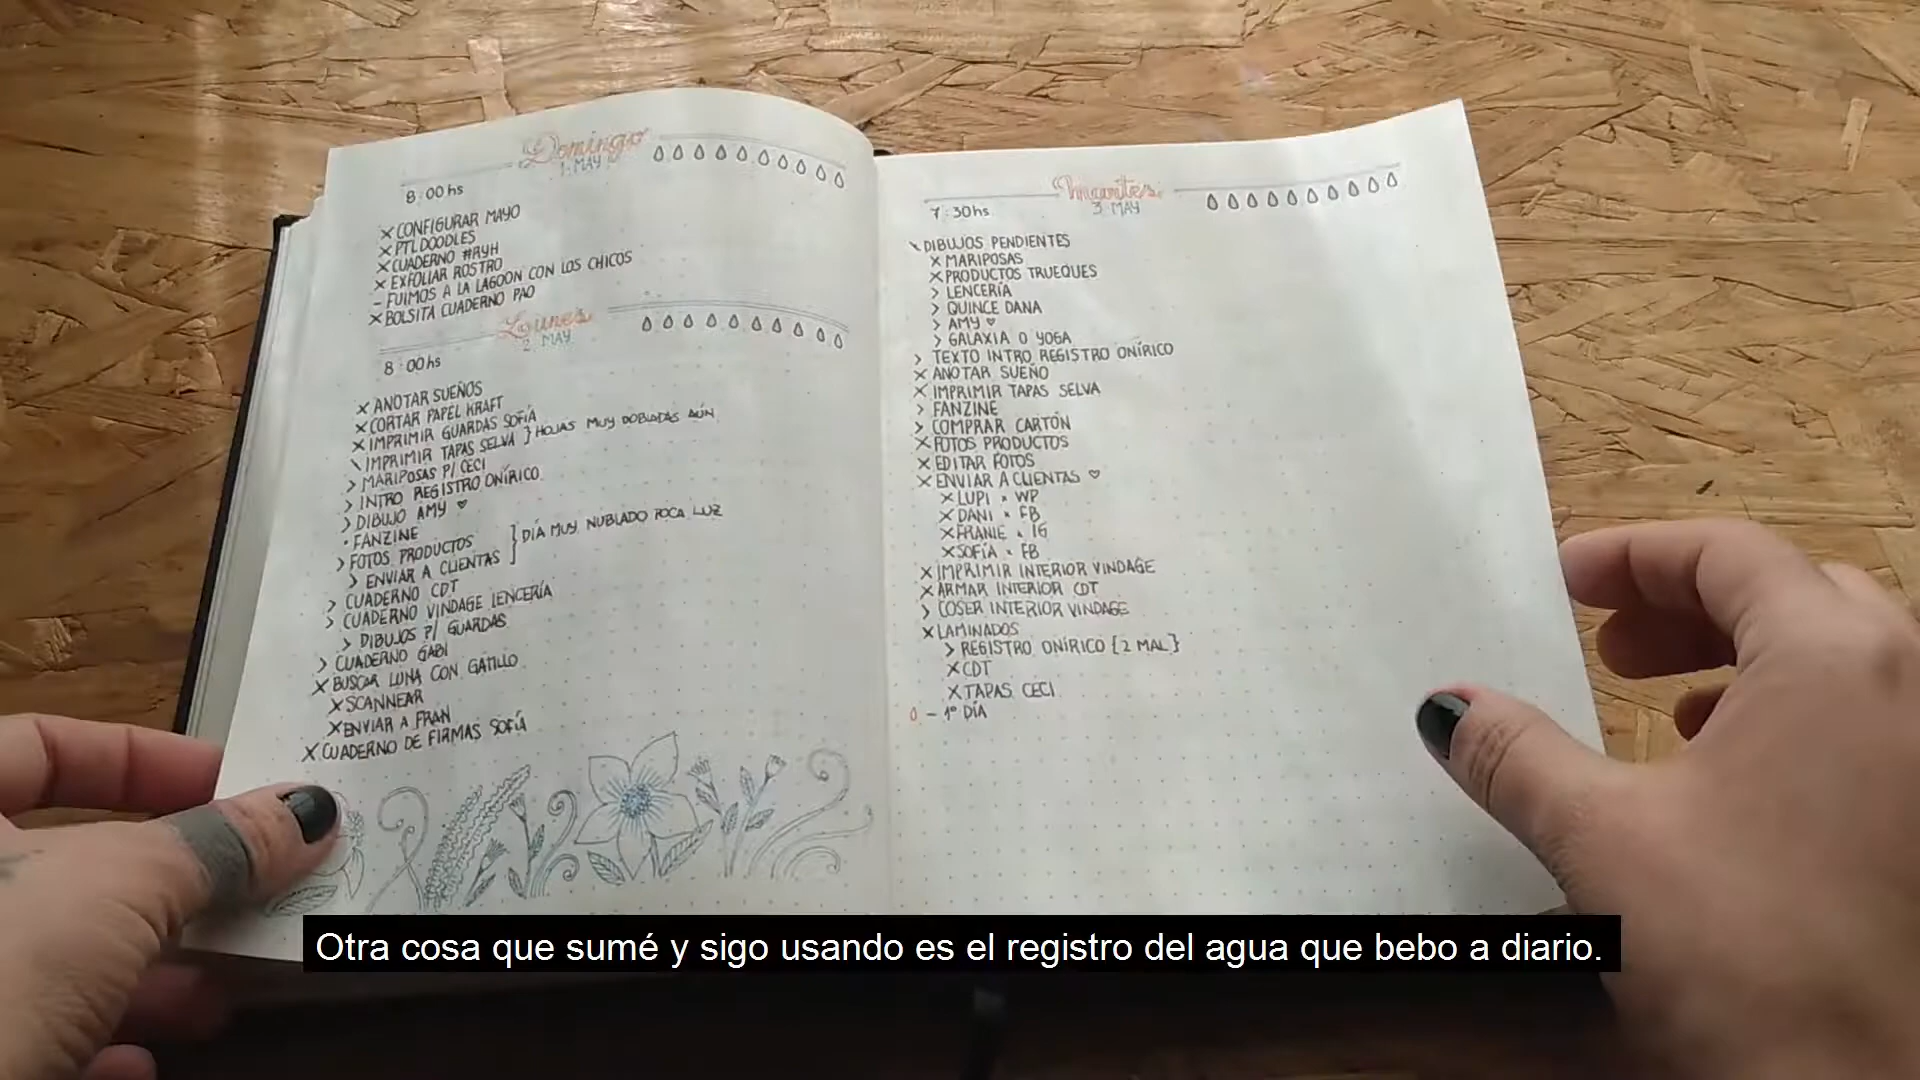 Domingo
1. MAY
8:00 hs
× CONFIGURAR MAYO
× PTL DOODLES
× CUADERNO #RYH
× EXFOLIAR ROSTRO
- FUIMOS A LA LAGOON CON LOS CHICOS
× BOLSITA CUADERNO PAO
Lunes
2. MAY
8:00 hs
× ANOTAR SUEÑOS
× CORTAR PAPEL KRAFT
× IMPRIMIR GUARDAS SOFÍA
\ IMPRIMIR TAPAS SELVA } HOJAS MUY DOBLADAS AÚN
> MARIPOSAS P/ CECI
> INTRO REGISTRO ONÍRICO
> DIBUJO AMY ♡
• FANZINE
> FOTOS PRODUCTOS } DÍA MUY NUBLADO POCA LUZ
> ENVIAR A CLIENTAS
> CUADERNO CDT
> CUADERNO VINDAGE LENCERÍA
> DIBUJOS P/ GUARDAS
> CUADERNO GABI
× BUSCAR LUNA CON GATILLO
× SCANNEAR
× ENVIAR A FRAN
× CUADERNO DE FIRMAS SOFÍA
Martes
3. MAY
7:30hs
\ DIBUJOS PENDIENTES
× MARIPOSAS
× PRODUCTOS TRUEQUES
> LENCERÍA
> QUINCE DANA
> AMY ♡
> GALAXIA O YOGA
> TEXTO INTRO REGISTRO ONÍRICO
× ANOTAR SUEÑO
× IMPRIMIR TAPAS SELVA
> FANZINE
> COMPRAR CARTÓN
× FOTOS PRODUCTOS
× EDITAR FOTOS
× ENVIAR A CLIENTAS ♡
× LUPI × WP
× DANI × FB
× FRANIE × IG
× SOFÍA × FB
× IMPRIMIR INTERIOR VINDAGE
× ARMAR INTERIOR CDT
> COSER INTERIOR VINDAGE
× LAMINADOS
> REGISTRO ONÍRICO {2 MAL}
× CDT
× TAPAS CECI
- 1º DÍA
Otra cosa que sumé y sigo usando es el registro del agua que bebo a diario.